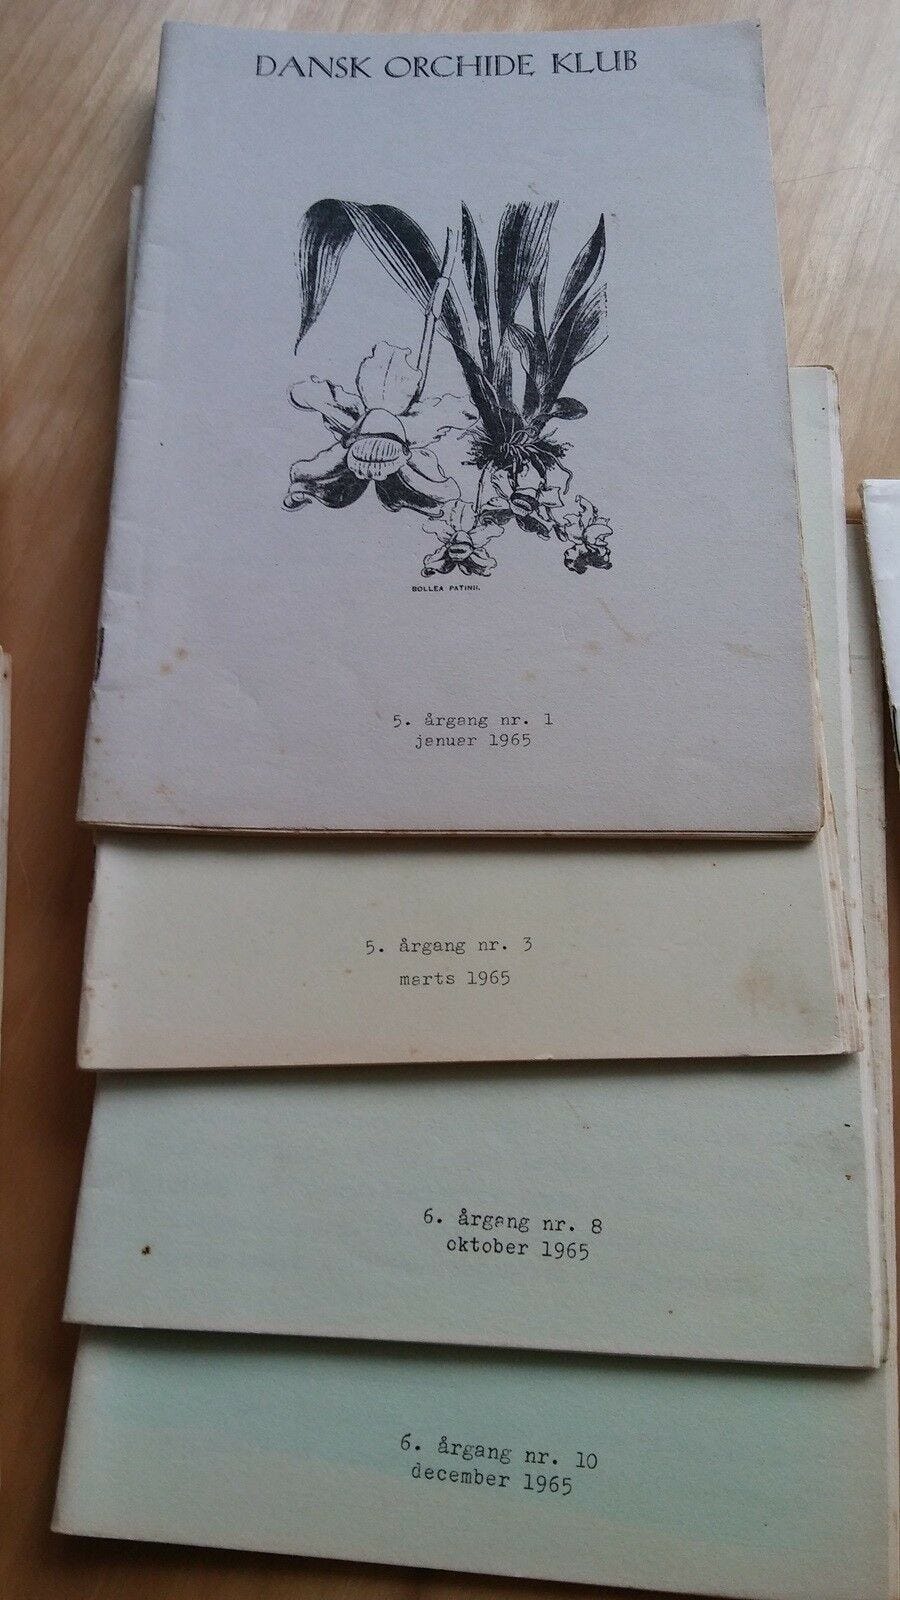 DANSK ORCHIDE KLUB
BOLLEA PATINII.
5. årgang nr. 1
januar 1965
5. årgang nr. 3
marts 1965
6. årgang nr. 8
oktober 1965
6. årgang nr. 10
december 1965